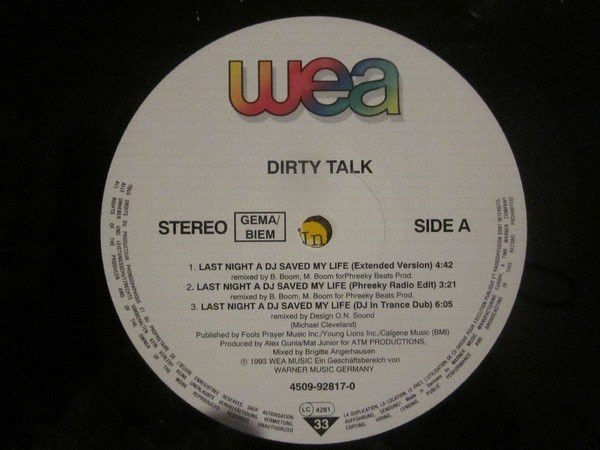 wea
DIRTY TALK
STEREO
GEMA/
BIEM
In
SIDE A
1. LAST NIGHT A DJ SAVED MY LIFE (Extended Version) 4:42
remixed by B. Boom, M. Boom forPhreeky Beats Prod.
2. LAST NIGHT A DJ SAVED MY LIFE (Phreeky Radio Edit) 3:21
remixed by B. Boom, M. Boom for Phreeky Beats Prod.
3. LAST NIGHT A DJ SAVED MY LIFE (DJ In Trance Dub) 6:05
remixed by Design O.N. Sound
(Michael Cleveland)
Published by Fools Prayer Music Inc./Young Lions Inc./Calgene Music (BMI)
Produced by Alex Gunia/Mat Junior for ATM PRODUCTIONS,
Mixed by Brigitte Angerhausen
℗ 1993 WEA MUSIC Ein Geschäftsbereich von
WARNER MUSIC GERMANY
4509-92817-0
LC 4281
33